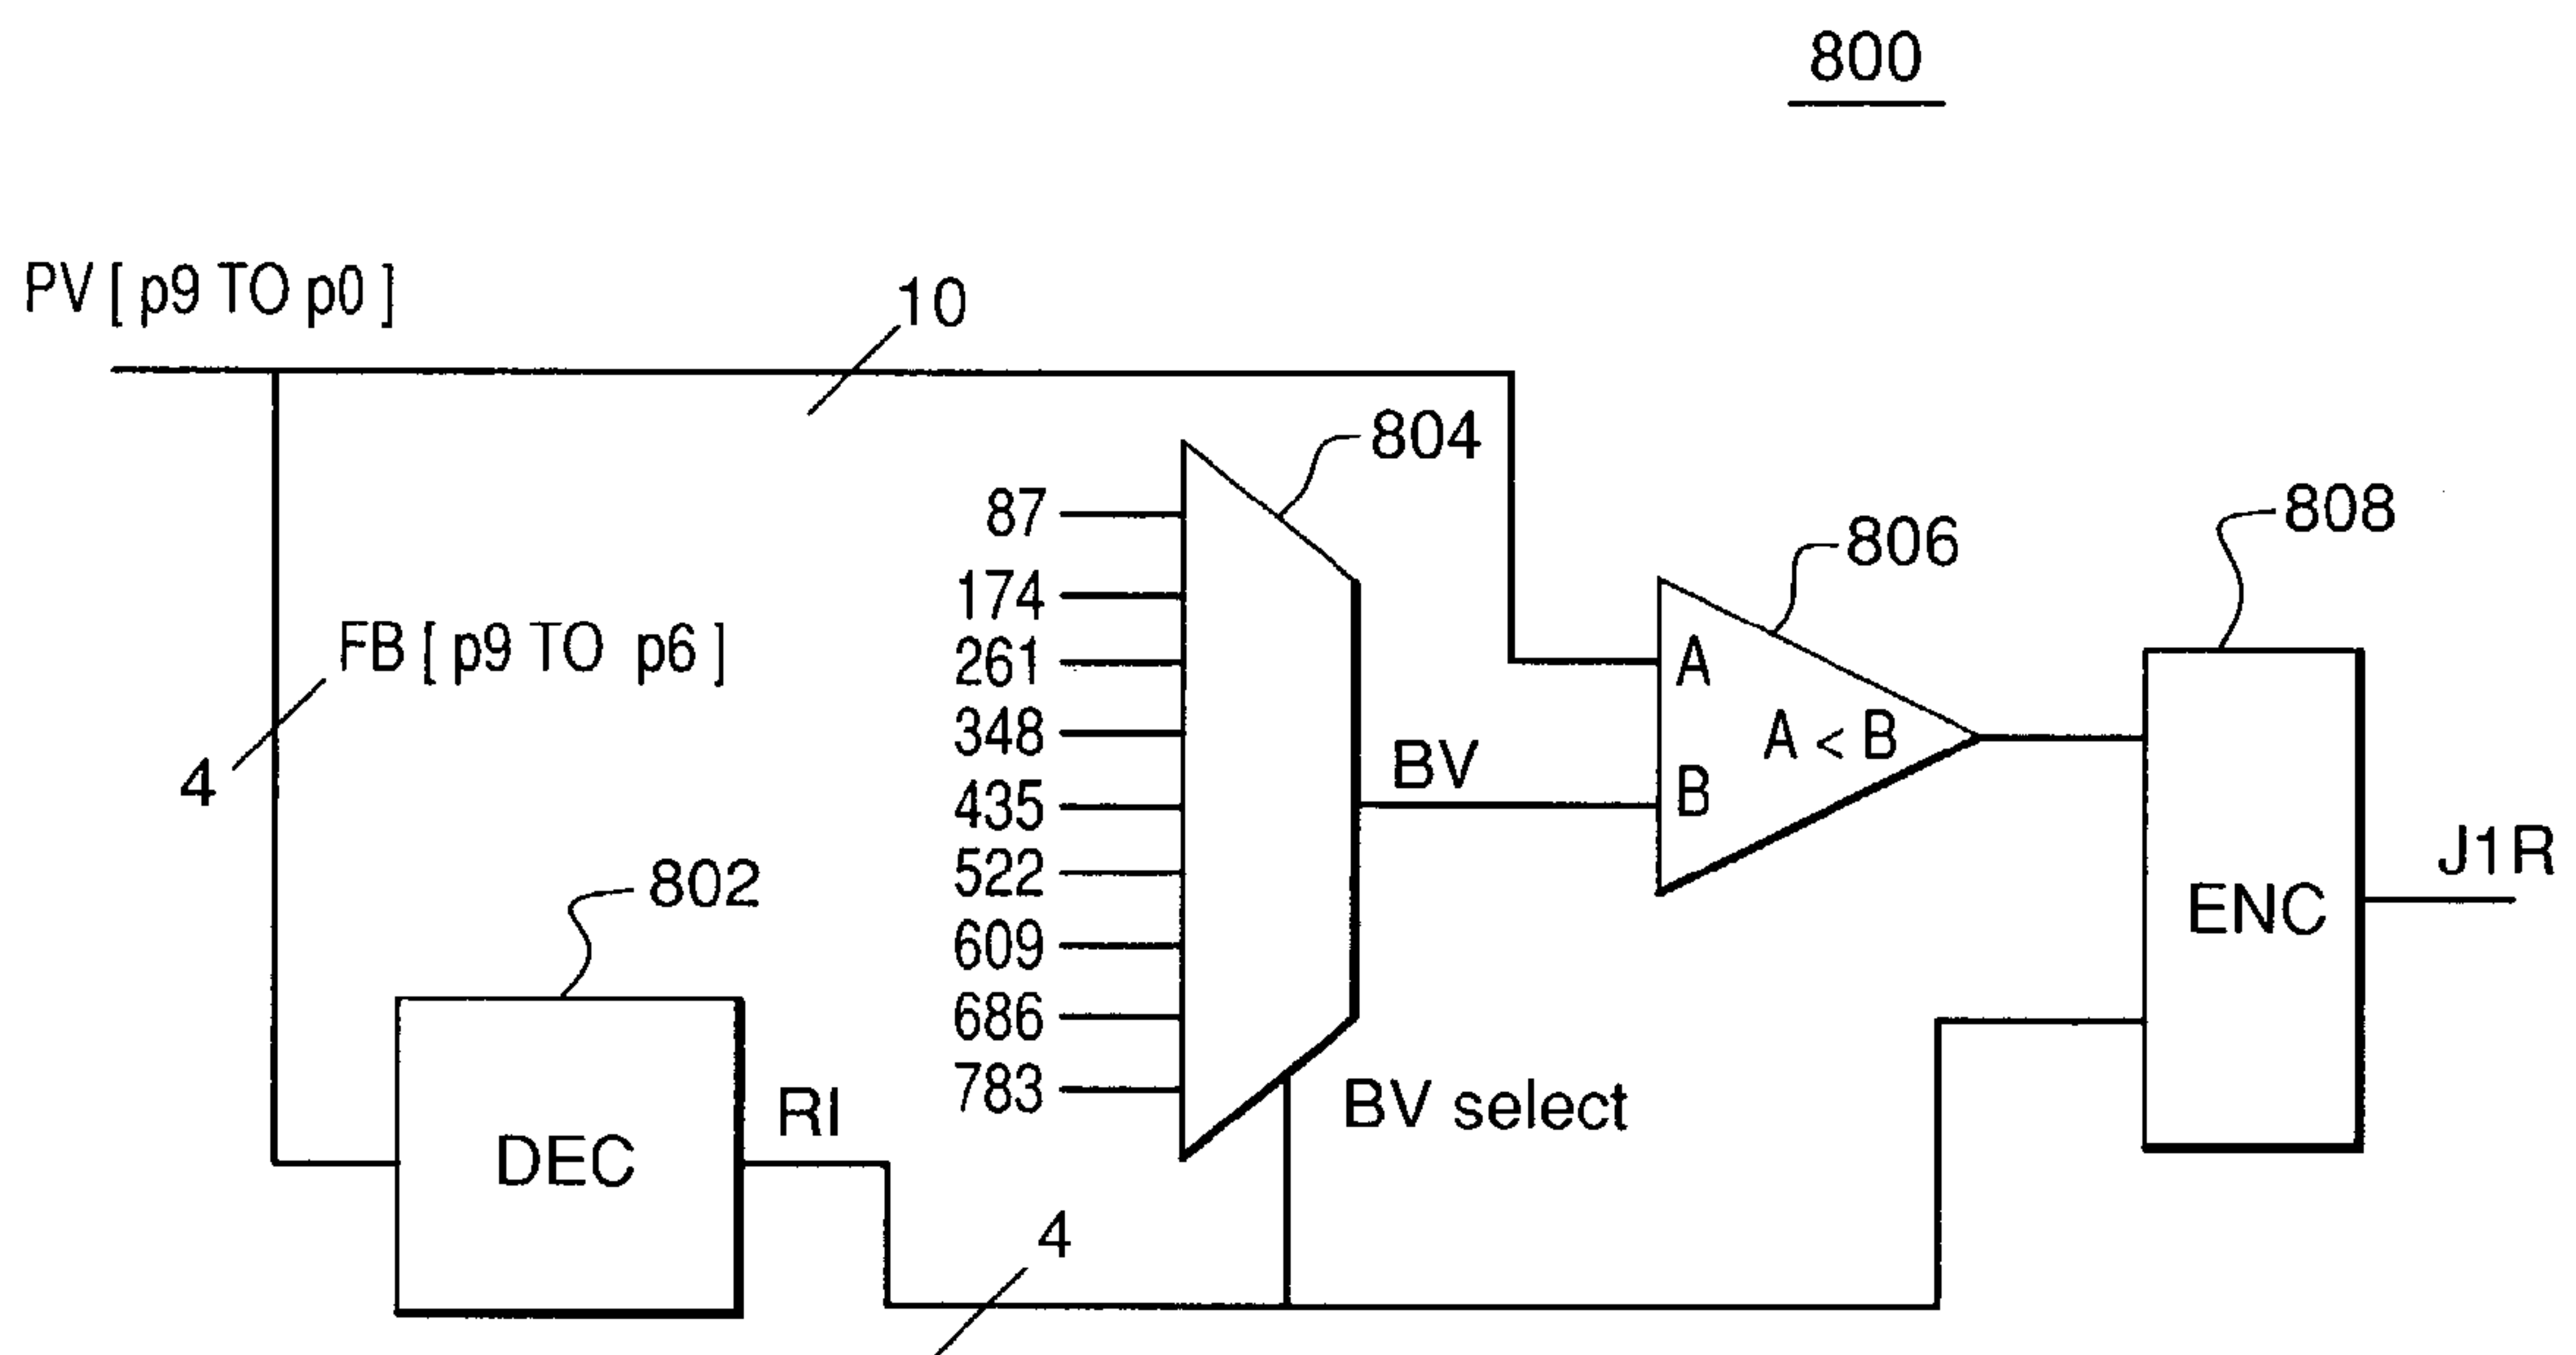 800
PV [ p9 TO p0 ]
10
804
87
174
261
348
435
522
609
686
783
806
808
A
A < B
B
BV
FB [ p9 TO p6 ]
4
802
DEC
RI
BV select
4
ENC
J1R